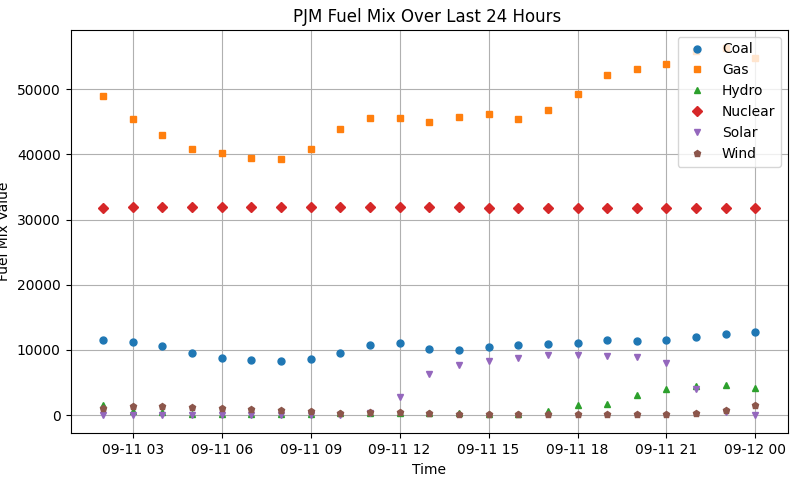 PJM Fuel Mix Over Last 24 Hours
Coal
Gas
Hydro
Nuclear
Solar
Wind
Fuel Mix Value
50000
40000
30000
20000
10000
0
09-11 03
09-11 06
09-11 09
09-11 12
09-11 15
09-11 18
09-11 21
09-12 00
Time